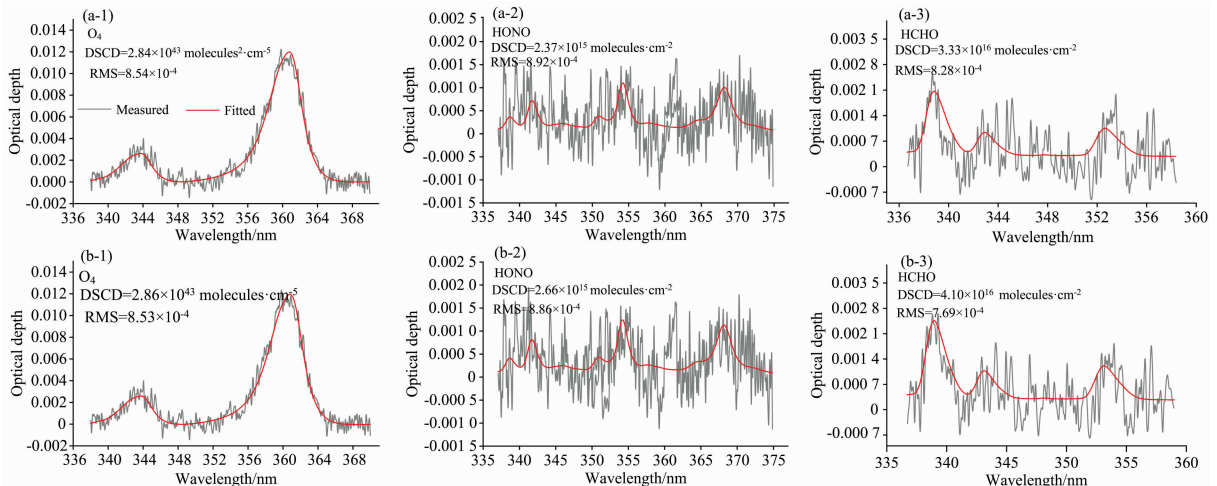 (a-1)
O4
DSCD=2.84×10^43 molecules^2·cm^-5
RMS=8.54×10^-4
Measured
Fitted
0.014
0.012
0.010
0.008
0.006
0.004
0.002
0.000
-0.002
Optical depth
336 340 344 348 352 356 360 364 368
Wavelength/nm
(a-2)
HONO
DSCD=2.37×10^15 molecules·cm^-2
RMS=8.92×10^-4
0.002 5
0.002 0
0.001 5
0.001 0
0.000 5
0
-0.000 5
-0.001 0
-0.001 5
Optical depth
335 340 345 350 355 360 365 370 375
Wavelength/nm
(a-3)
HCHO
DSCD=3.33×10^16 molecules·cm^-2
RMS=8.28×10^-4
0.003 5
0.002 8
0.002 1
0.001 4
0.000 7
0
-0.000 7
Optical depth
336 340 344 348 352 356 360
Wavelength/nm
(b-1)
O4
DSCD=2.86×10^43 molecules·cm^-5
RMS=8.53×10^-4
0.014
0.012
0.010
0.008
0.006
0.004
0.002
0
-0.002
Optical depth
336 340 344 348 352 356 360 364 368
Wavelength/nm
(b-2)
HONO
DSCD=2.66×10^15 molecules·cm^-2
RMS=8.86×10^-4
0.002 5
0.002 0
0.001 5
0.001 0
0.000 5
0
-0.000 5
-0.001 0
-0.001 5
Optical depth
335 340 345 350 355 360 365 370 375
Wavelength/nm
(b-3)
HCHO
DSCD=4.10×10^16 molecules·cm^-2
RMS=7.69×10^-4
0.003 5
0.002 8
0.002 1
0.001 4
0.000 7
0
-0.000 7
Optical depth
335 340 345 350 355 360
Wavelength/nm